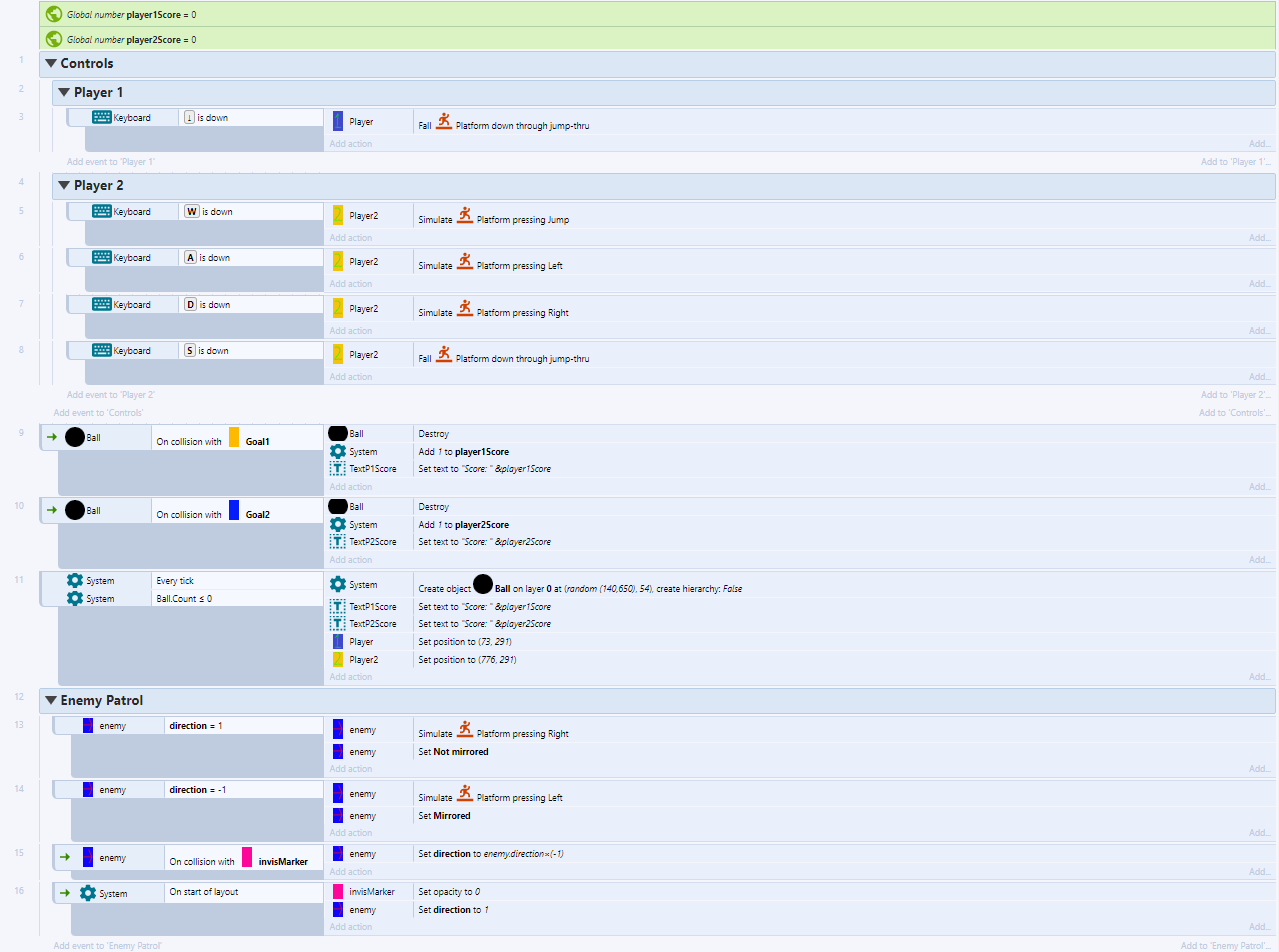 Global number player1Score = 0
Global number player2Score = 0
1 Controls
2 Player 1
3 Keyboard ↓ is down Player Fall Platform down through jump-thru
Add action Add...
Add event to 'Player 1' Add to 'Player 1'...
4 Player 2
5 Keyboard W is down Player2 Simulate Platform pressing Jump
Add action Add...
6 Keyboard A is down Player2 Simulate Platform pressing Left
Add action Add...
7 Keyboard D is down Player2 Simulate Platform pressing Right
Add action Add...
8 Keyboard S is down Player2 Fall Platform down through jump-thru
Add action Add...
Add event to 'Player 2' Add to 'Player 2'...
Add event to 'Controls' Add to 'Controls'...
9 Ball On collision with Goal1 Ball Destroy
System Add 1 to player1Score
TextP1Score Set text to "Score: " &player1Score
Add action Add...
10 Ball On collision with Goal2 Ball Destroy
System Add 1 to player2Score
TextP2Score Set text to "Score: " &player2Score
Add action Add...
11 System Every tick System Create object Ball on layer 0 at (random (140,650), 54), create hierarchy: False
System Ball.Count ≤ 0
TextP1Score Set text to "Score: " &player1Score
TextP2Score Set text to "Score: " &player2Score
Player Set position to (73, 291)
Player2 Set position to (776, 291)
Add action Add...
12 Enemy Patrol
13 enemy direction = 1 enemy Simulate Platform pressing Right
enemy Set Not mirrored
Add action Add...
14 enemy direction = -1 enemy Simulate Platform pressing Left
enemy Set Mirrored
Add action Add...
15 enemy On collision with invisMarker enemy Set direction to enemy.direction×(-1)
Add action Add...
16 System On start of layout invisMarker Set opacity to 0
enemy Set direction to 1
Add action Add...
Add event to 'Enemy Patrol' Add to 'Enemy Patrol'...